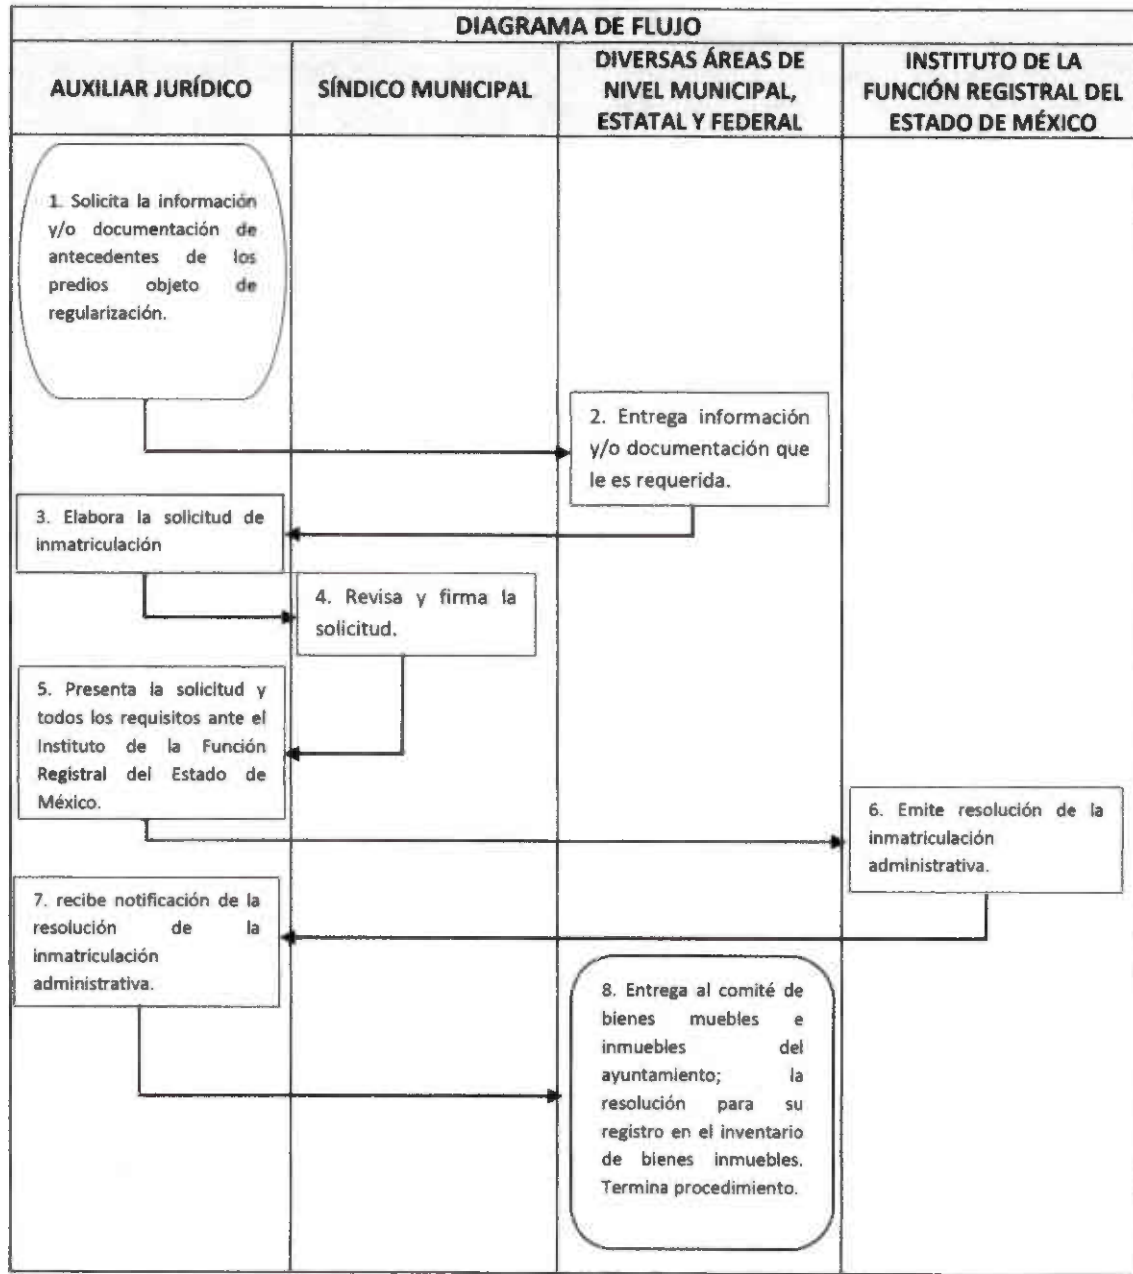 DIAGRAMA DE FLUJO
AUXILIAR JURÍDICO
SÍNDICO MUNICIPAL
DIVERSAS ÁREAS DE
NIVEL MUNICIPAL,
ESTATAL Y FEDERAL
INSTITUTO DE LA
FUNCIÓN REGISTRAL DEL
ESTADO DE MÉXICO
1. Solicita la información
y/o documentación de
antecedentes de los
predios objeto de
regularización.
2. Entrega información
y/o documentación que
le es requerida.
3. Elabora la solicitud de
inmatriculación
4. Revisa y firma la
solicitud.
5. Presenta la solicitud y
todos los requisitos ante el
Instituto de la Función
Registral del Estado de
México.
6. Emite resolución de la
inmatriculación
administrativa.
7. recibe notificación de la
resolución de la
inmatriculación
administrativa.
8. Entrega al comité de
bienes muebles e
inmuebles del
ayuntamiento; la
resolución para su
registro en el inventario
de bienes inmuebles.
Termina procedimiento.